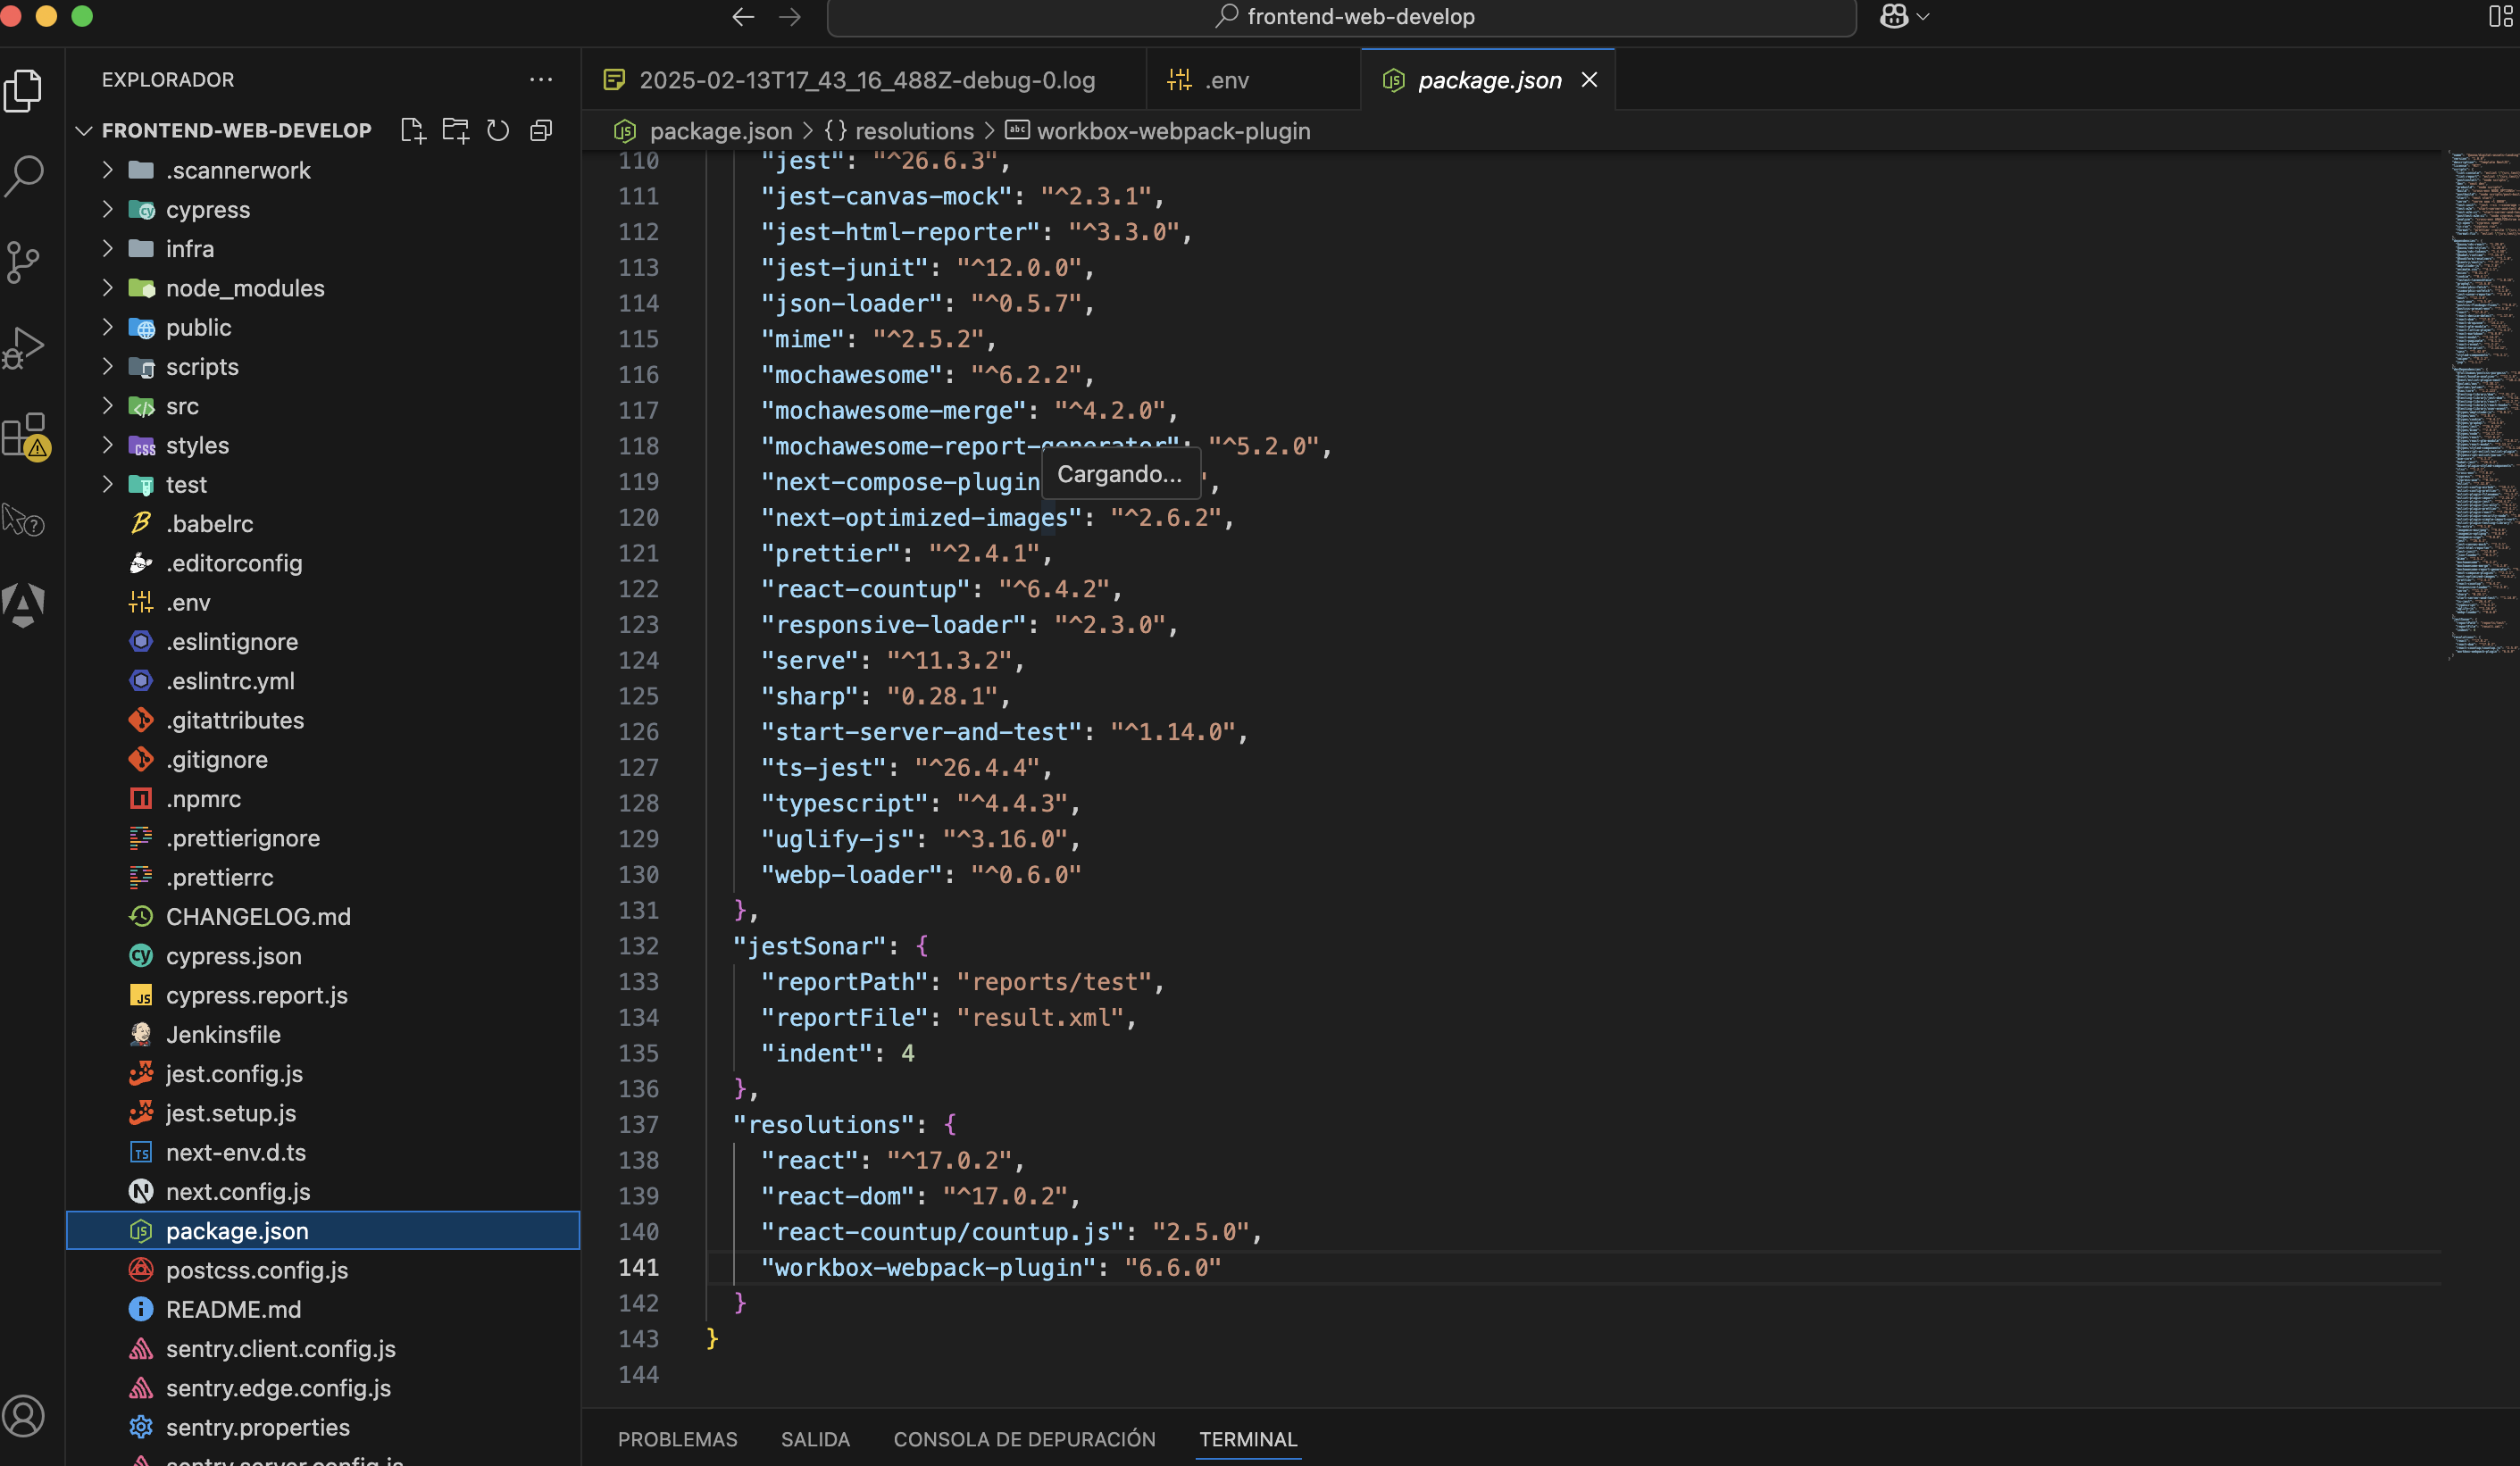 frontend-web-develop
EXPLORADOR
2025-02-13T17_43_16_488Z-debug-0.log
.env
package.json
FRONTEND-WEB-DEVELOP
package.json > {} resolutions > abc workbox-webpack-plugin
.scannerwork
cypress
infra
node_modules
public
scripts
src
styles
test
.babelrc
.editorconfig
.env
.eslintignore
.eslintrc.yml
.gitattributes
.gitignore
.npmrc
.prettierignore
.prettierrc
CHANGELOG.md
cypress.json
cypress.report.js
Jenkinsfile
jest.config.js
jest.setup.js
next-env.d.ts
next.config.js
package.json
postcss.config.js
README.md
sentry.client.config.js
sentry.edge.config.js
sentry.properties
sentry.server.config.js
110 "jest": "^26.6.3",
111 "jest-canvas-mock": "^2.3.1",
112 "jest-html-reporter": "^3.3.0",
113 "jest-junit": "^12.0.0",
114 "json-loader": "^0.5.7",
115 "mime": "^2.5.2",
116 "mochawesome": "^6.2.2",
117 "mochawesome-merge": "^4.2.0",
118 "mochawesome-report-generator": "^5.2.0",
Cargando...
119 "next-compose-plugin ",
120 "next-optimized-images": "^2.6.2",
121 "prettier": "^2.4.1",
122 "react-countup": "^6.4.2",
123 "responsive-loader": "^2.3.0",
124 "serve": "^11.3.2",
125 "sharp": "0.28.1",
126 "start-server-and-test": "^1.14.0",
127 "ts-jest": "^26.4.4",
128 "typescript": "^4.4.3",
129 "uglify-js": "^3.16.0",
130 "webp-loader": "^0.6.0"
131 },
132 "jestSonar": {
133 "reportPath": "reports/test",
134 "reportFile": "result.xml",
135 "indent": 4
136 },
137 "resolutions": {
138 "react": "^17.0.2",
139 "react-dom": "^17.0.2",
140 "react-countup/countup.js": "2.5.0",
141 "workbox-webpack-plugin": "6.6.0"
142 }
143 }
144
PROBLEMAS
SALIDA
CONSOLA DE DEPURACIÓN
TERMINAL